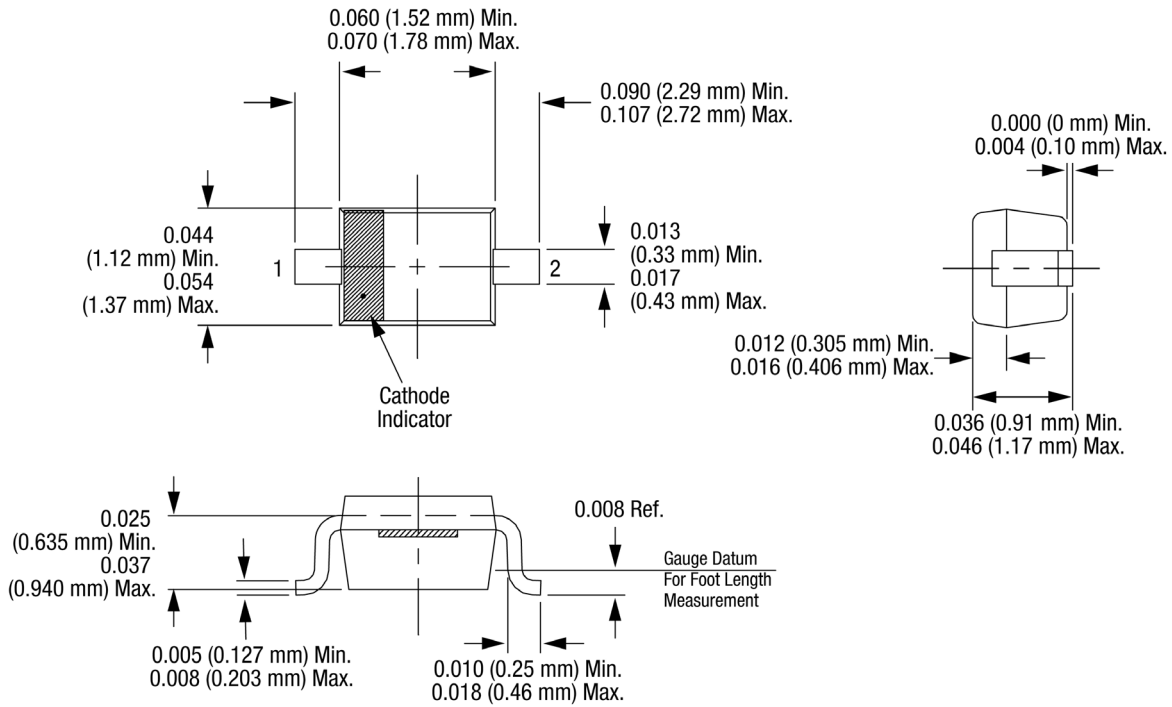 0.060 (1.52 mm) Min.
0.070 (1.78 mm) Max.
0.090 (2.29 mm) Min.
0.107 (2.72 mm) Max.
0.000 (0 mm) Min.
0.004 (0.10 mm) Max.
0.044
(1.12 mm) Min.
0.054
(1.37 mm) Max.
1
2
0.013
(0.33 mm) Min.
0.017
(0.43 mm) Max.
0.012 (0.305 mm) Min.
0.016 (0.406 mm) Max.
Cathode
Indicator
0.036 (0.91 mm) Min.
0.046 (1.17 mm) Max.
0.025
(0.635 mm) Min.
0.037
(0.940 mm) Max.
0.008 Ref.
Gauge Datum
For Foot Length
Measurement
0.005 (0.127 mm) Min.
0.008 (0.203 mm) Max.
0.010 (0.25 mm) Min.
0.018 (0.46 mm) Max.